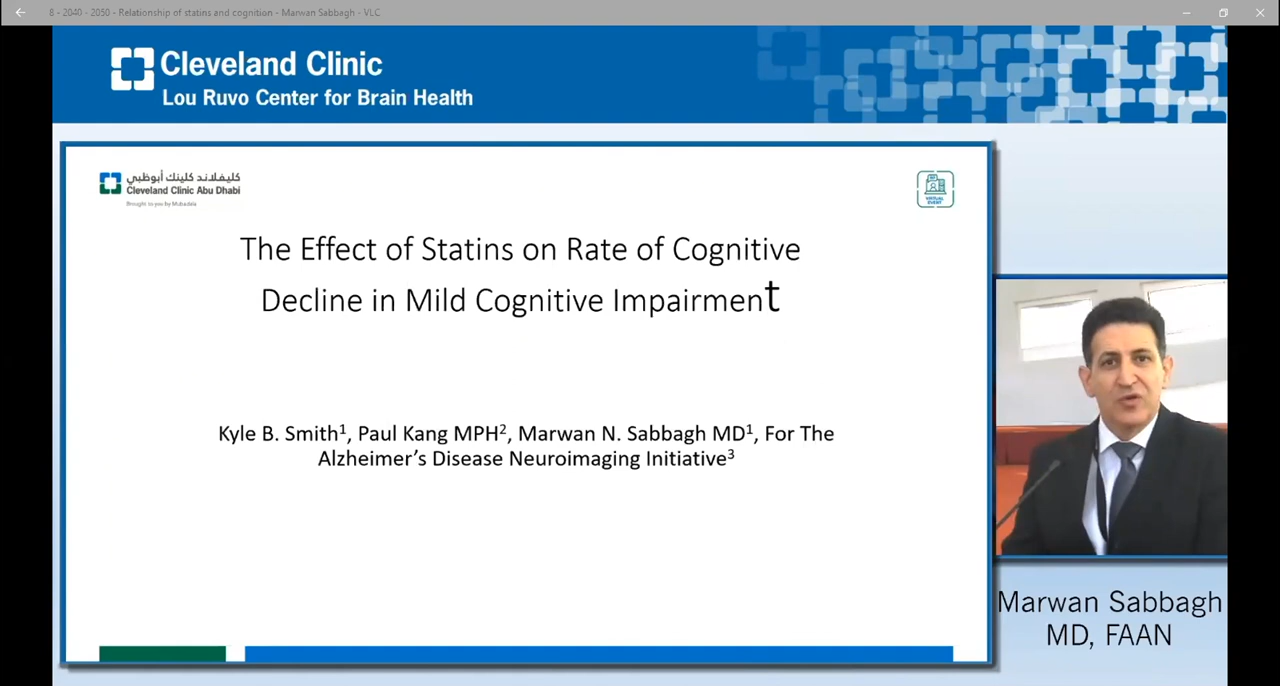 8 - 2040 - 2050 - Relationship of statins and cognition - Marwan Sabbagh - VLC
Cleveland Clinic
Lou Ruvo Center for Brain Health
كليفلاند كلينك أبوظبي
Cleveland Clinic Abu Dhabi
Brought to you by Mubadala
VIRTUAL
EVENT
The Effect of Statins on Rate of Cognitive
Decline in Mild Cognitive Impairment
Kyle B. Smith¹, Paul Kang MPH², Marwan N. Sabbagh MD¹, For The
Alzheimer’s Disease Neuroimaging Initiative³
Marwan Sabbagh
MD, FAAN